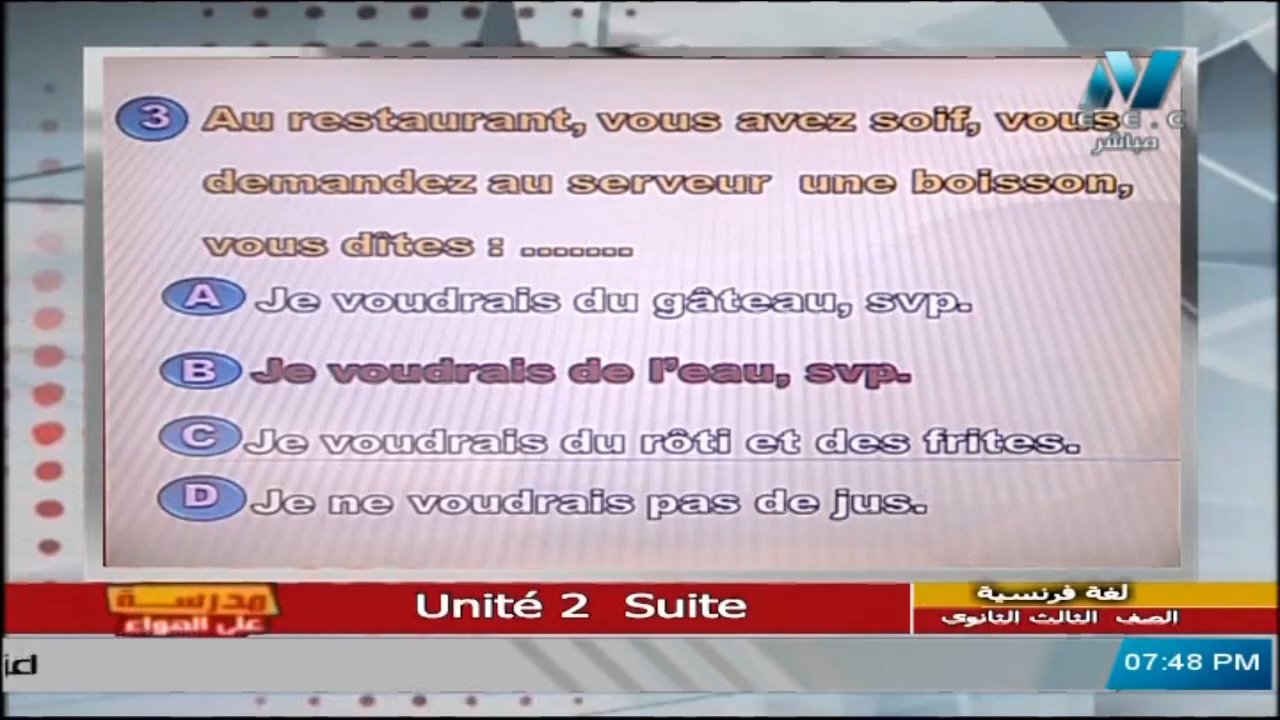 3 Au restaurant, vous avez soif, vous
demandez au serveur une boisson,
vous dîtes : .......
A Je voudrais du gâteau, svp.
B Je voudrais de l'eau, svp.
C Je voudrais du rôti et des frites.
D Je ne voudrais pas de jus.
E . C
مباشر
مدرســـة
على الهواء
Unité 2 Suite
لغة فرنسية
الصف الثالث الثانوى
07:48 PM